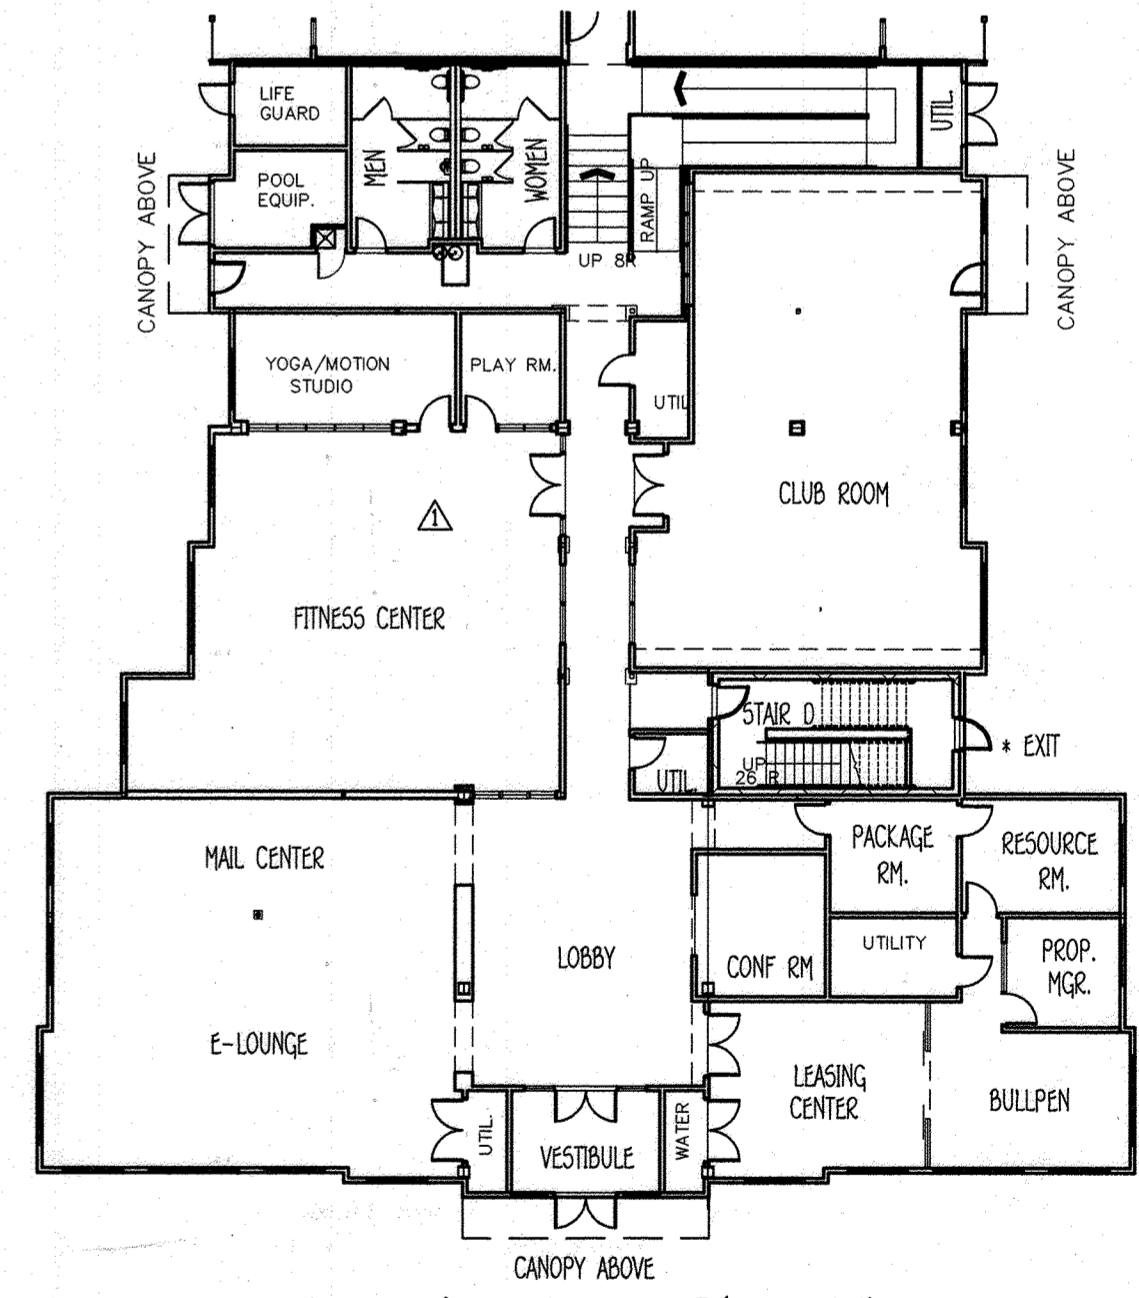 LIFE
GUARD
UTIL.
MEN
WOMEN
CANOPY ABOVE
POOL
EQUIP.
RAMP UP
CANOPY ABOVE
UP 8R
YOGA/MOTION
STUDIO
PLAY RM.
UTIL
CLUB ROOM
1
FITNESS CENTER
STAIR D
* EXIT
UP
26 R
UTIL.
MAIL CENTER
PACKAGE
RM.
RESOURCE
RM.
LOBBY
CONF RM
UTILITY
PROP.
MGR.
E-LOUNGE
LEASING
CENTER
BULLPEN
UTIL.
VESTIBULE
WATER
CANOPY ABOVE